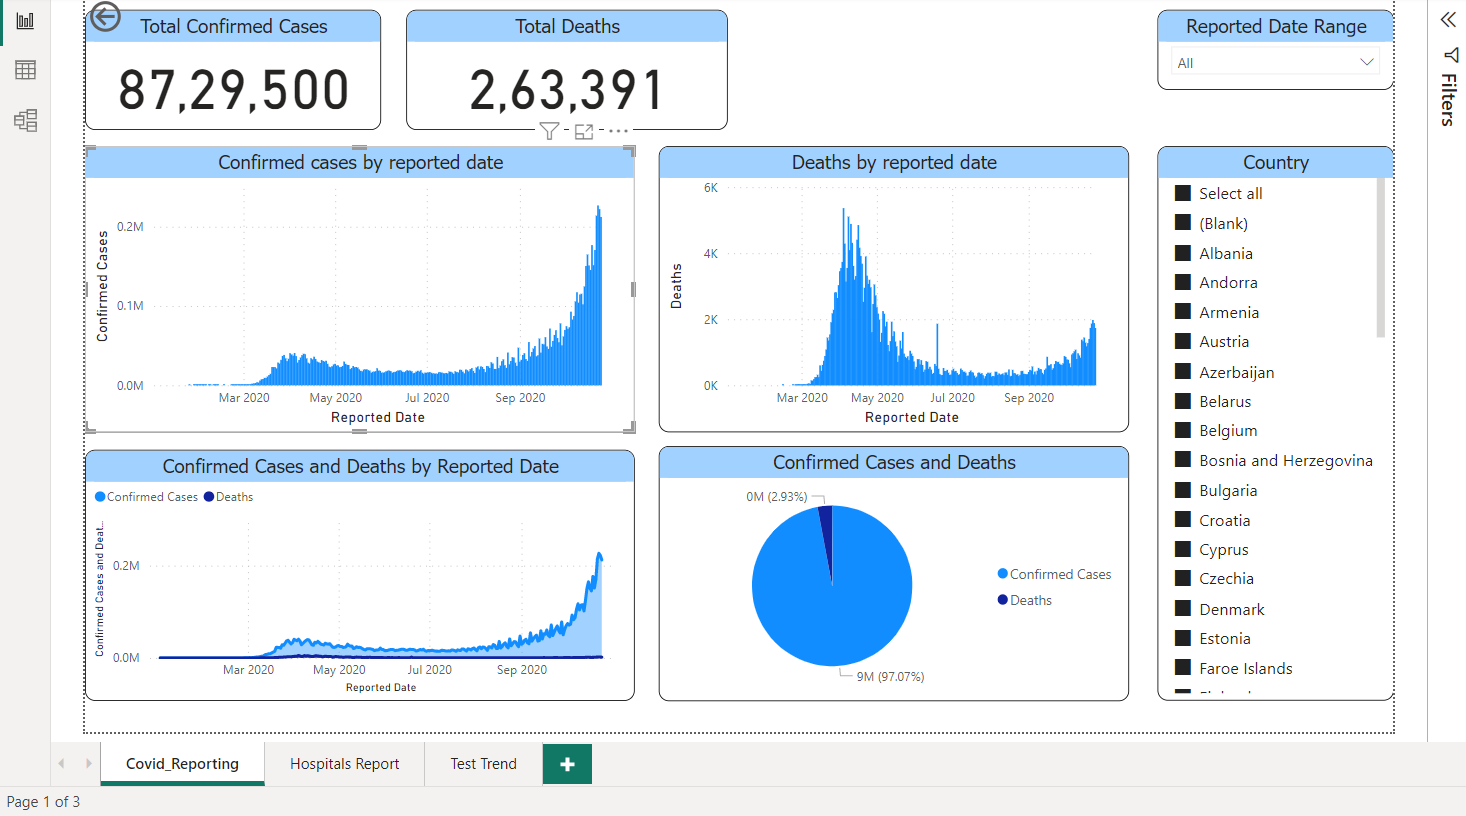 Total Confirmed Cases
87,29,500
Total Deaths
2,63,391
Reported Date Range
All
Filters
Confirmed cases by reported date
Confirmed Cases
0.2M
0.1M
0.0M
Mar 2020 May 2020 Jul 2020 Sep 2020
Reported Date
Deaths by reported date
Deaths
6K
4K
2K
0K
Mar 2020 May 2020 Jul 2020 Sep 2020
Reported Date
Country
Select all
(Blank)
Albania
Andorra
Armenia
Austria
Azerbaijan
Belarus
Belgium
Bosnia and Herzegovina
Bulgaria
Croatia
Cyprus
Czechia
Denmark
Estonia
Faroe Islands
Confirmed Cases and Deaths by Reported Date
Confirmed Cases Deaths
Confirmed Cases and Deat...
0.2M
0.0M
Mar 2020 May 2020 Jul 2020 Sep 2020
Reported Date
Confirmed Cases and Deaths
0M (2.93%)
9M (97.07%)
Confirmed Cases
Deaths
Covid_Reporting Hospitals Report Test Trend
Page 1 of 3